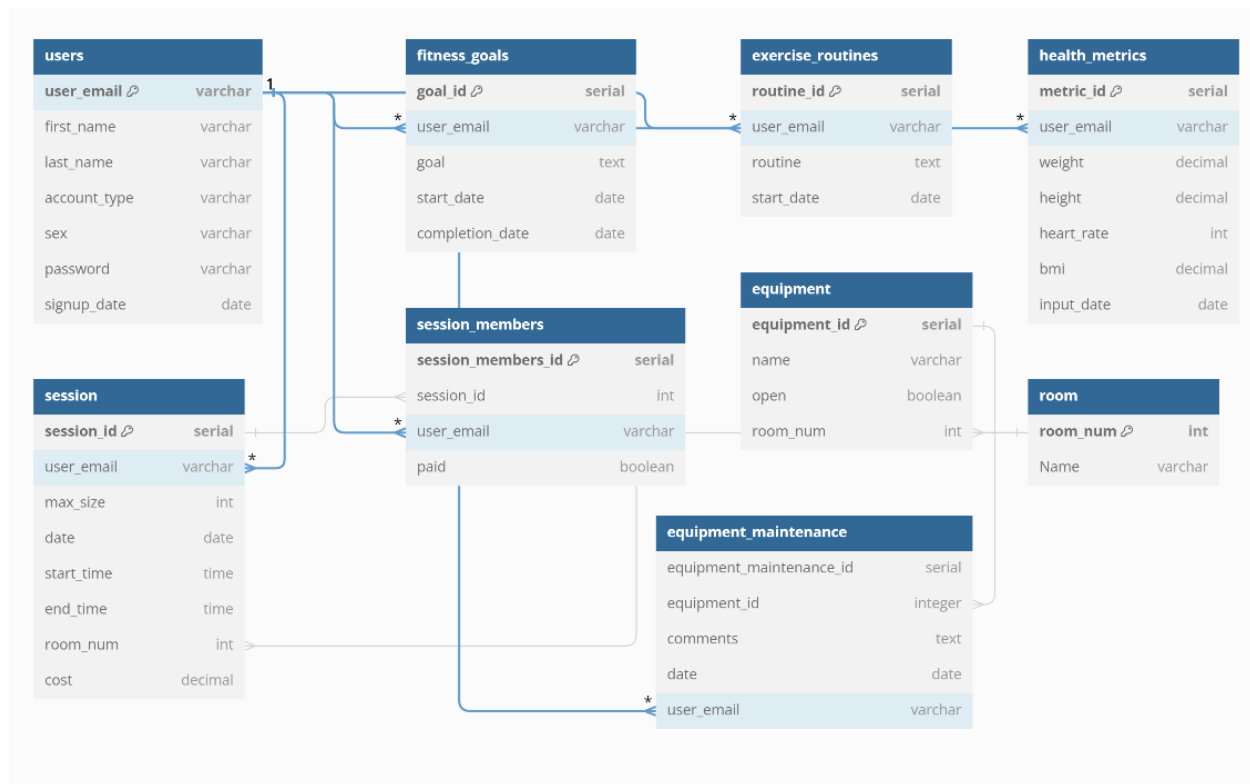 users
user_email varchar
first_name varchar
last_name varchar
account_type varchar
sex varchar
password varchar
signup_date date
1
fitness_goals
goal_id serial
* user_email varchar
goal text
start_date date
completion_date date
exercise_routines
routine_id serial
* user_email varchar
routine text
start_date date
health_metrics
metric_id serial
* user_email varchar
weight decimal
height decimal
heart_rate int
bmi decimal
input_date date
session_members
session_members_id serial
session_id int
* user_email varchar
paid boolean
equipment
equipment_id serial
name varchar
open boolean
room_num int
room
room_num int
Name varchar
session
session_id serial
user_email varchar *
max_size int
date date
start_time time
end_time time
room_num int
cost decimal
equipment_maintenance
equipment_maintenance_id serial
equipment_id integer
comments text
date date
* user_email varchar